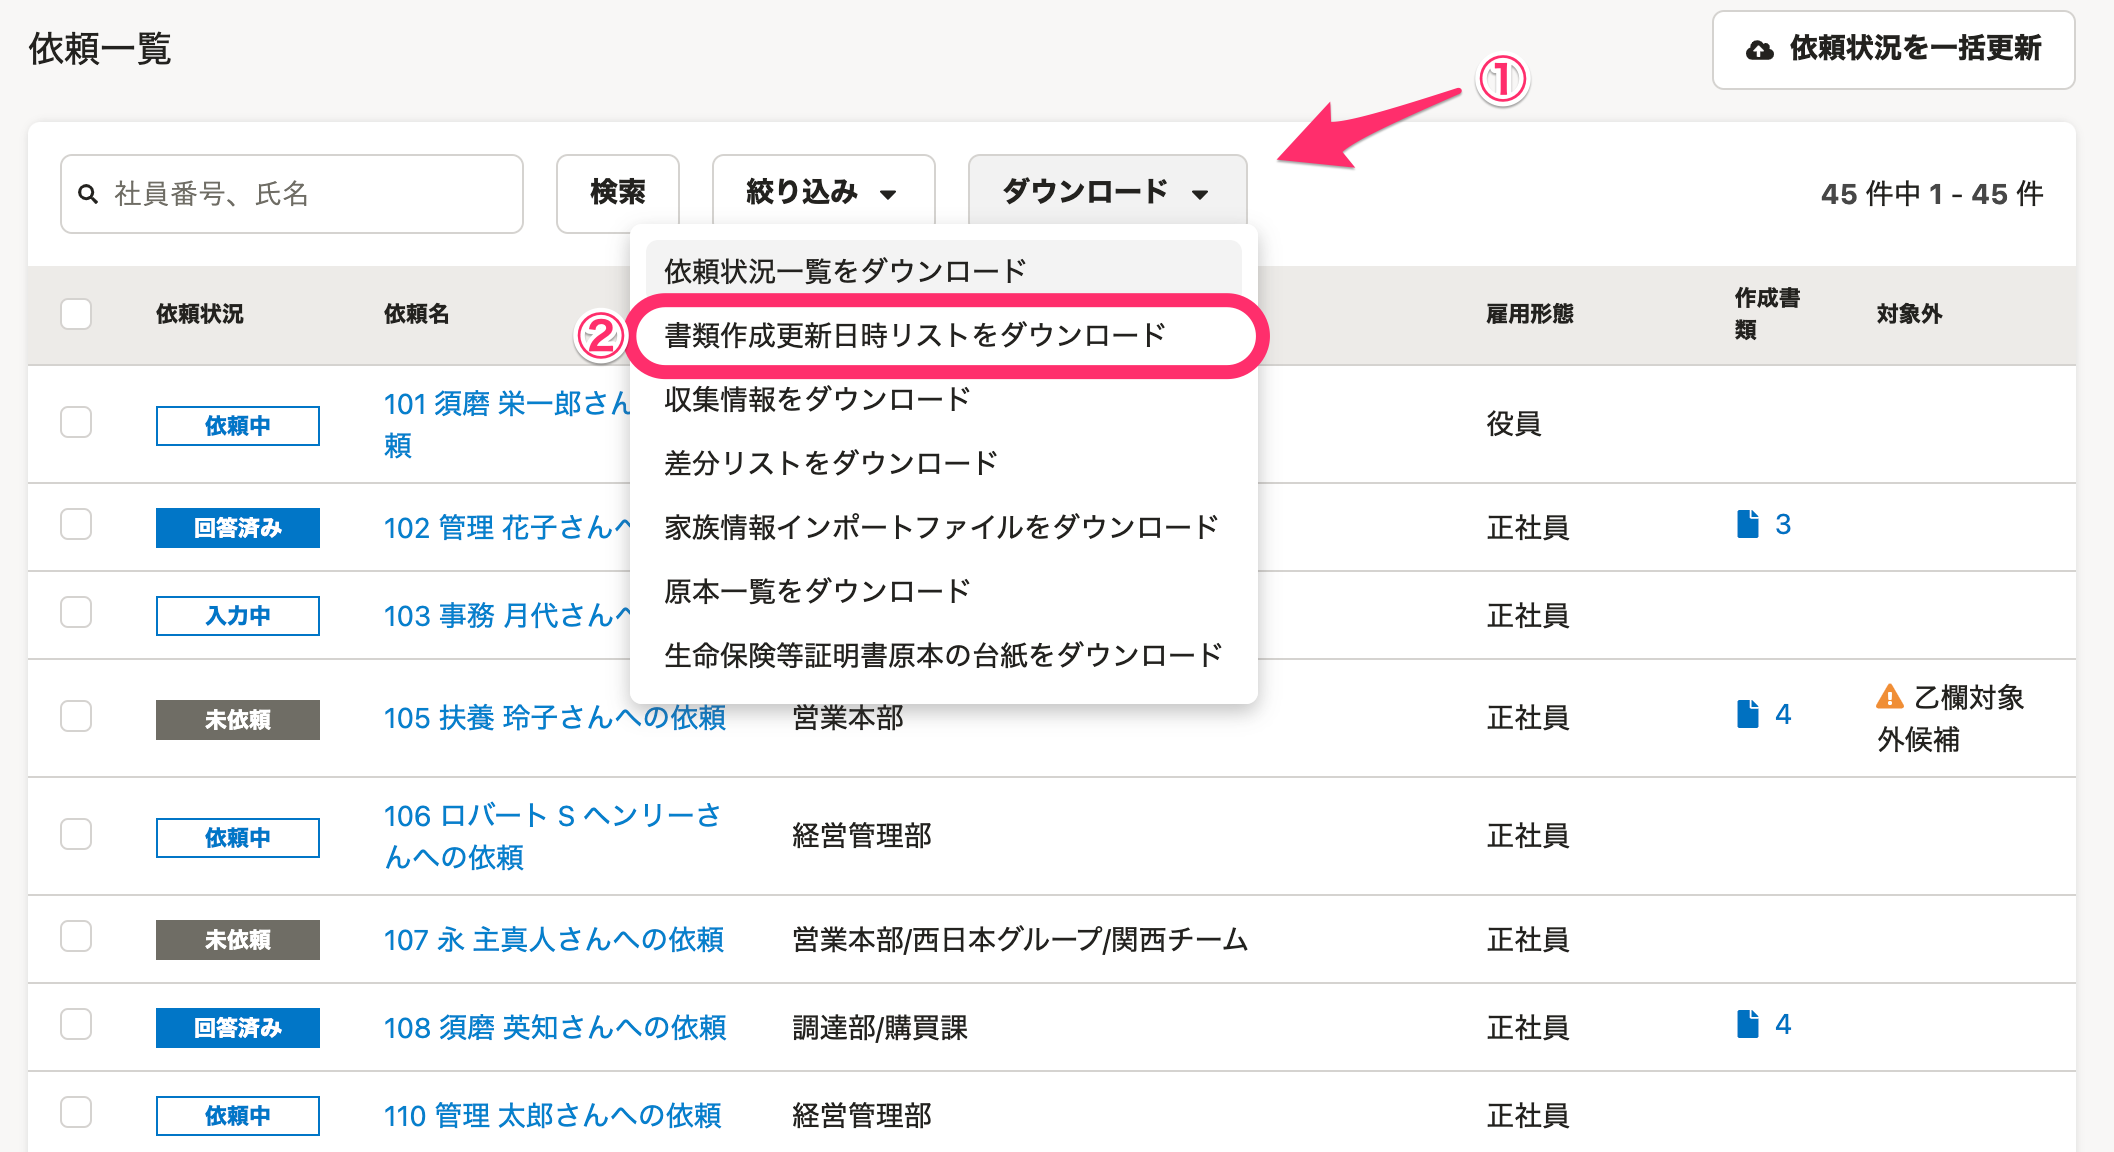 依頼一覧
依頼状況を一括更新
①
社員番号、氏名
検索
絞り込み
ダウンロード
45 件中 1 - 45 件
依頼状況一覧をダウンロード
②
書類作成更新日時リストをダウンロード
収集情報をダウンロード
差分リストをダウンロード
家族情報インポートファイルをダウンロード
原本一覧をダウンロード
生命保険等証明書原本の台紙をダウンロード
依頼状況
依頼名
雇用形態
作成書
類
対象外
依頼中
101 須磨 栄一郎さん
頼
役員
回答済み
102 管理 花子さんへ
正社員
3
入力中
103 事務 月代さんへ
正社員
未依頼
105 扶養 玲子さんへの依頼
営業本部
正社員
4
乙欄対象
外候補
依頼中
106 ロバート S ヘンリーさ
んへの依頼
経営管理部
正社員
未依頼
107 永 主真人さんへの依頼
営業本部/西日本グループ/関西チーム
正社員
回答済み
108 須磨 英知さんへの依頼
調達部/購買課
正社員
4
依頼中
110 管理 太郎さんへの依頼
経営管理部
正社員